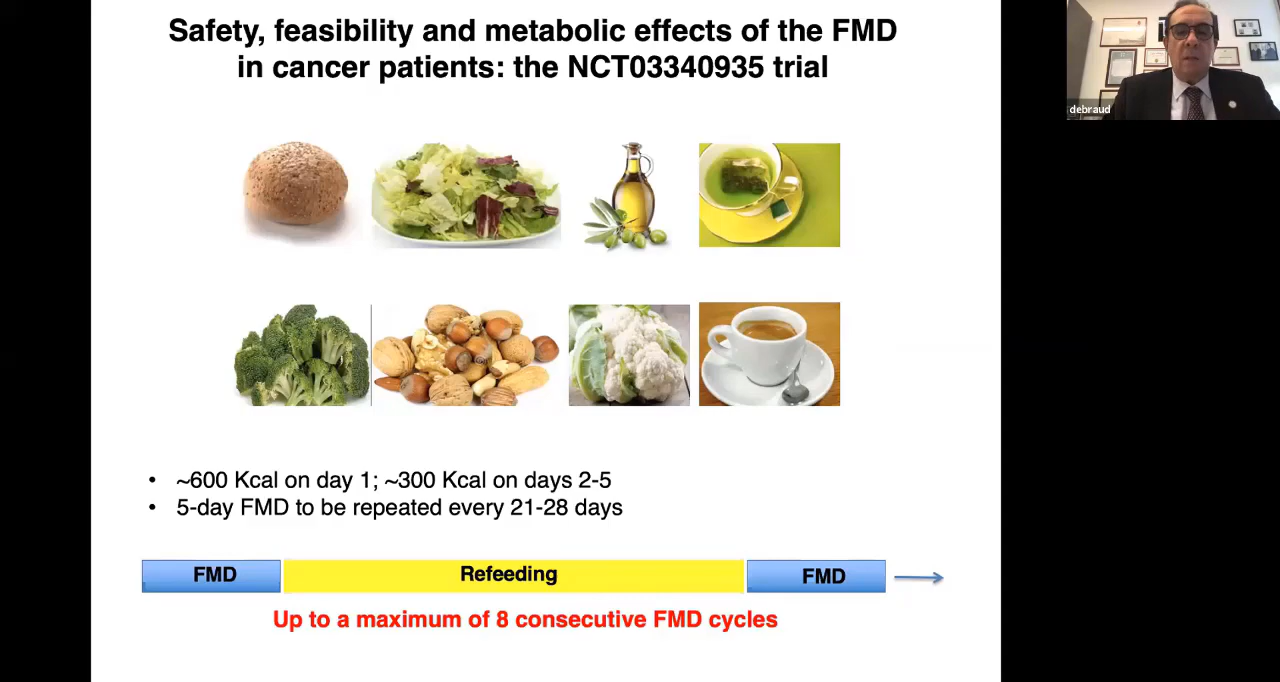 Safety, feasibility and metabolic effects of the FMD
in cancer patients: the NCT03340935 trial
debraud
• ~600 Kcal on day 1; ~300 Kcal on days 2-5
• 5-day FMD to be repeated every 21-28 days
FMD
Refeeding
FMD
Up to a maximum of 8 consecutive FMD cycles